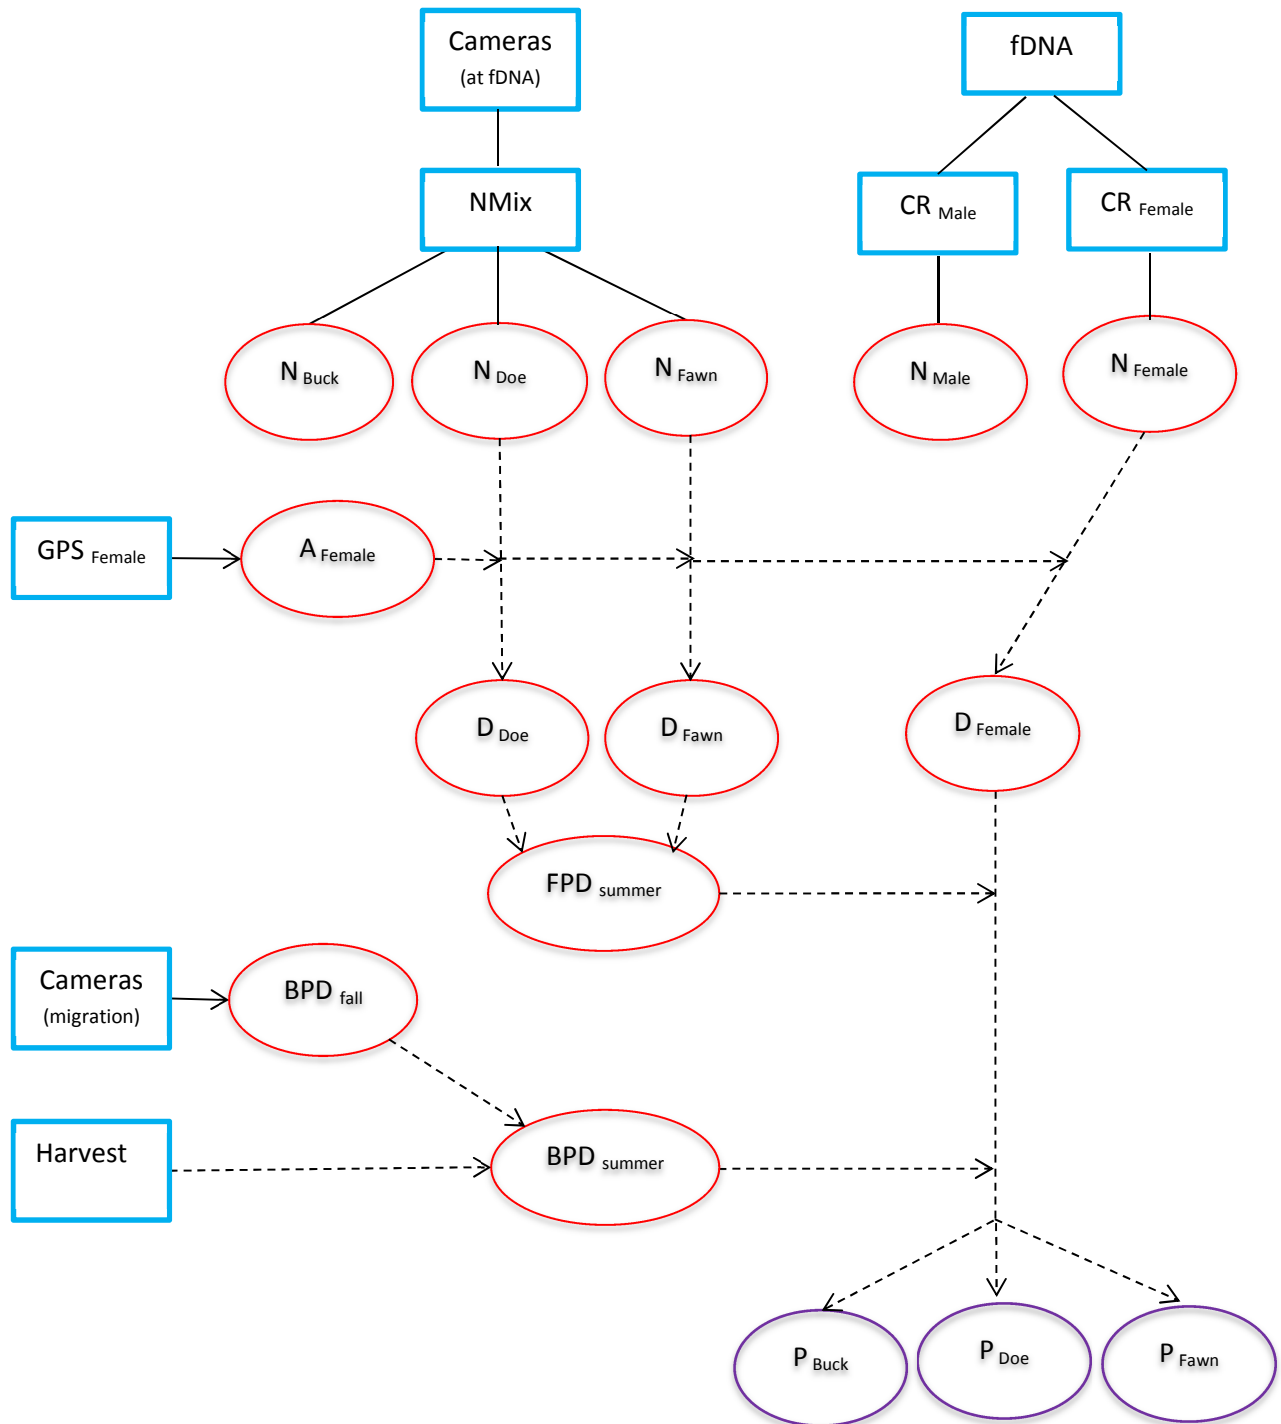 Cameras
(at fDNA)
fDNA
NMix
CR Male
CR Female
N Buck
N Doe
N Fawn
N Male
N Female
GPS Female
A Female
D Doe
D Fawn
D Female
FPD summer
Cameras
(migration)
BPD fall
Harvest
BPD summer
P Buck
P Doe
P Fawn